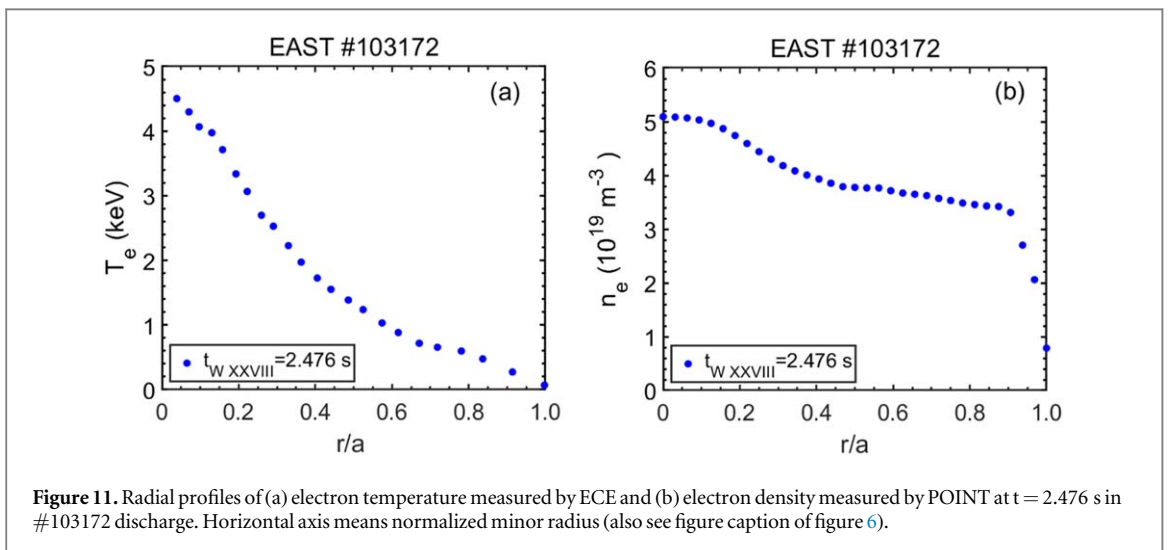 EAST #103172
5
4
3
2
1
0
T_e (keV)
(a)
t_{W XXVIII}=2.476 s
0 0.2 0.4 0.6 0.8 1.0
r/a
EAST #103172
6
5
4
3
2
1
0
n_e (10^{19} m^{-3})
(b)
t_{W XXVIII}=2.476 s
0 0.2 0.4 0.6 0.8 1.0
r/a
Figure 11. Radial profiles of (a) electron temperature measured by ECE and (b) electron density measured by POINT at t = 2.476 s in
#103172 discharge. Horizontal axis means normalized minor radius (also see figure caption of figure 6).